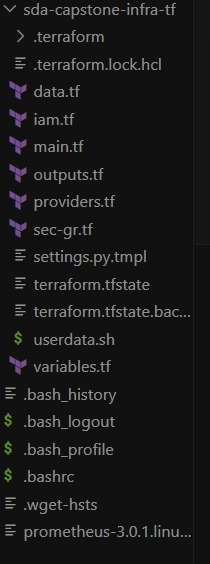 sda-capstone-infra-tf
.terraform
.terraform.lock.hcl
data.tf
iam.tf
main.tf
outputs.tf
providers.tf
sec-gr.tf
settings.py.tmpl
terraform.tfstate
terraform.tfstate.bac...
$ userdata.sh
variables.tf
.bash_history
$ .bash_logout
$ .bash_profile
$ .bashrc
.wget-hsts
prometheus-3.0.1.linu...